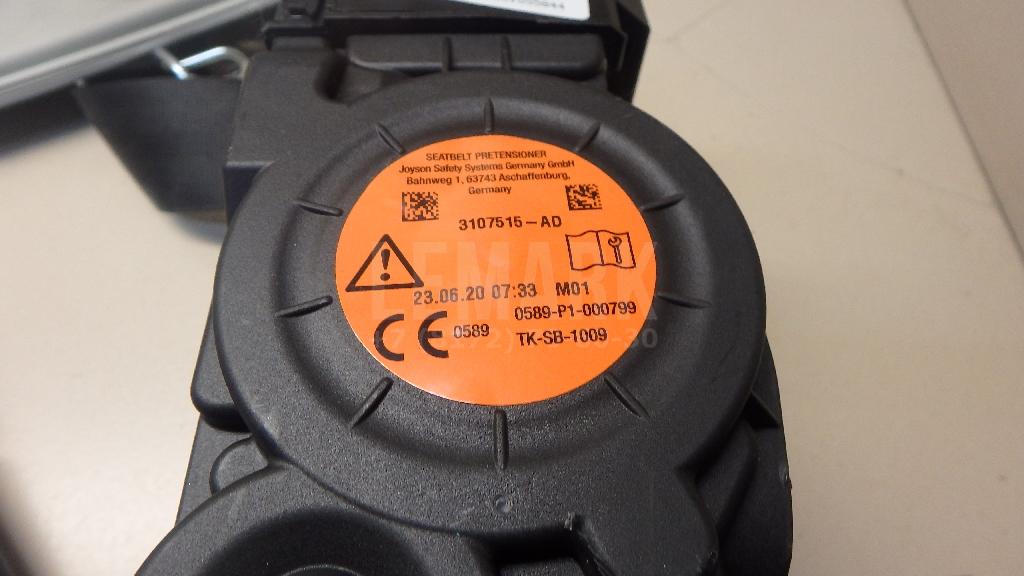 SEATBELT PRETENSIONER
Joyson Safety Systems Germany GmbH
Bahnweg 1, 63743 Aschaffenburg,
Germany
3107515-AD
LEMARK
23.06.20 07:33 M01
0589-P1-000799
CE 0589
TK-SB-1009